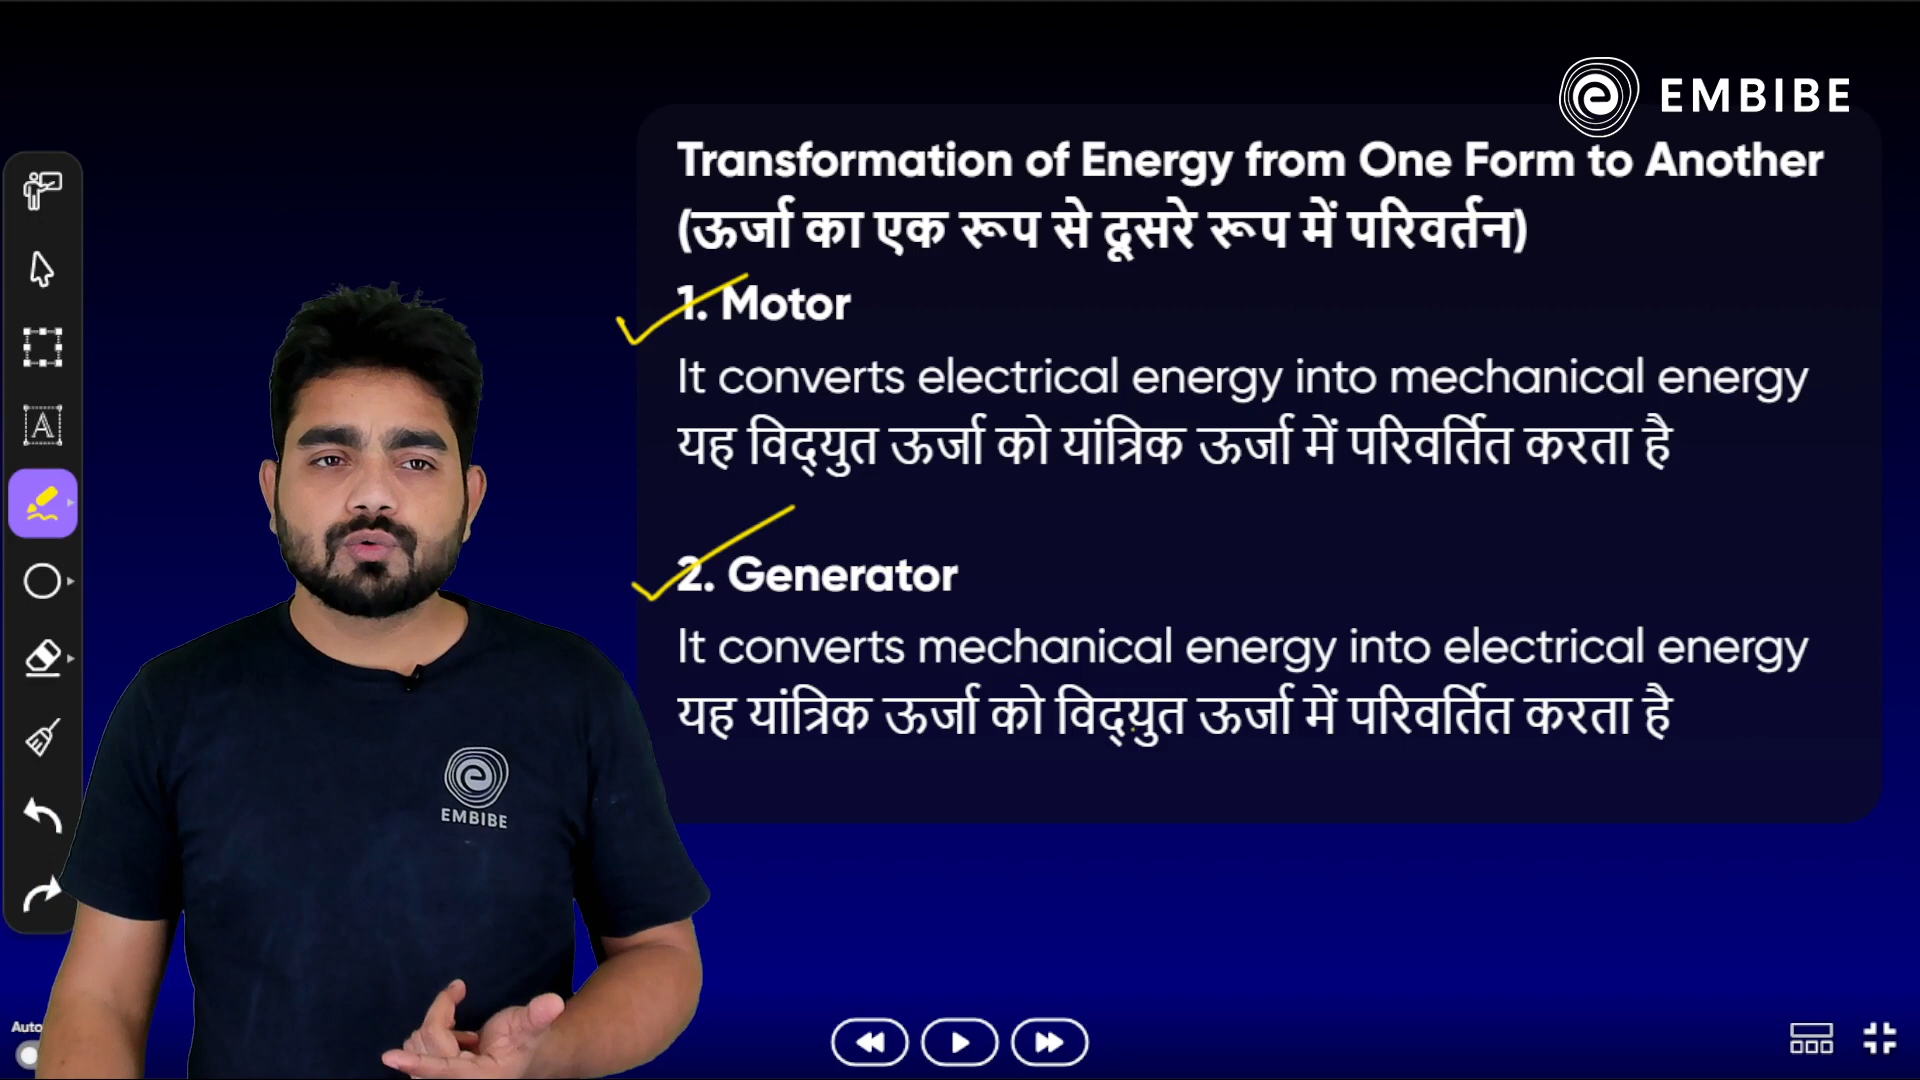 EMBIBE
Transformation of Energy from One Form to Another
(ऊर्जा का एक रूप से दूसरे रूप में परिवर्तन)
1. Motor
It converts electrical energy into mechanical energy
यह विद्युत ऊर्जा को यांत्रिक ऊर्जा में परिवर्तित करता है
2. Generator
It converts mechanical energy into electrical energy
यह यांत्रिक ऊर्जा को विद्युत ऊर्जा में परिवर्तित करता है
A
EMBIBE
Auto